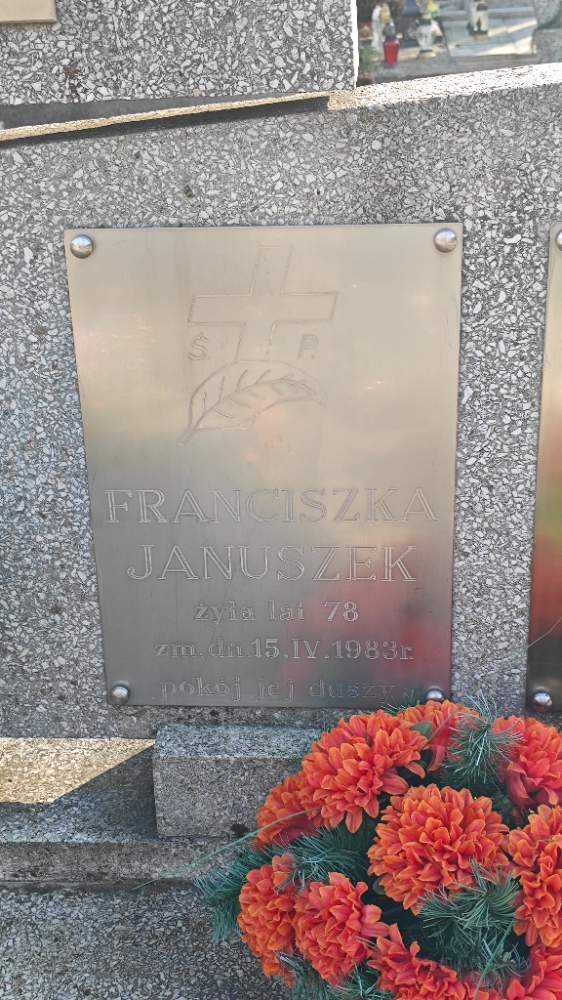 Ś P.
FRANCISZKA
JANUSZEK
żyła lat 78
zm. dn. 15.IV.1983r.
pokój jej duszy